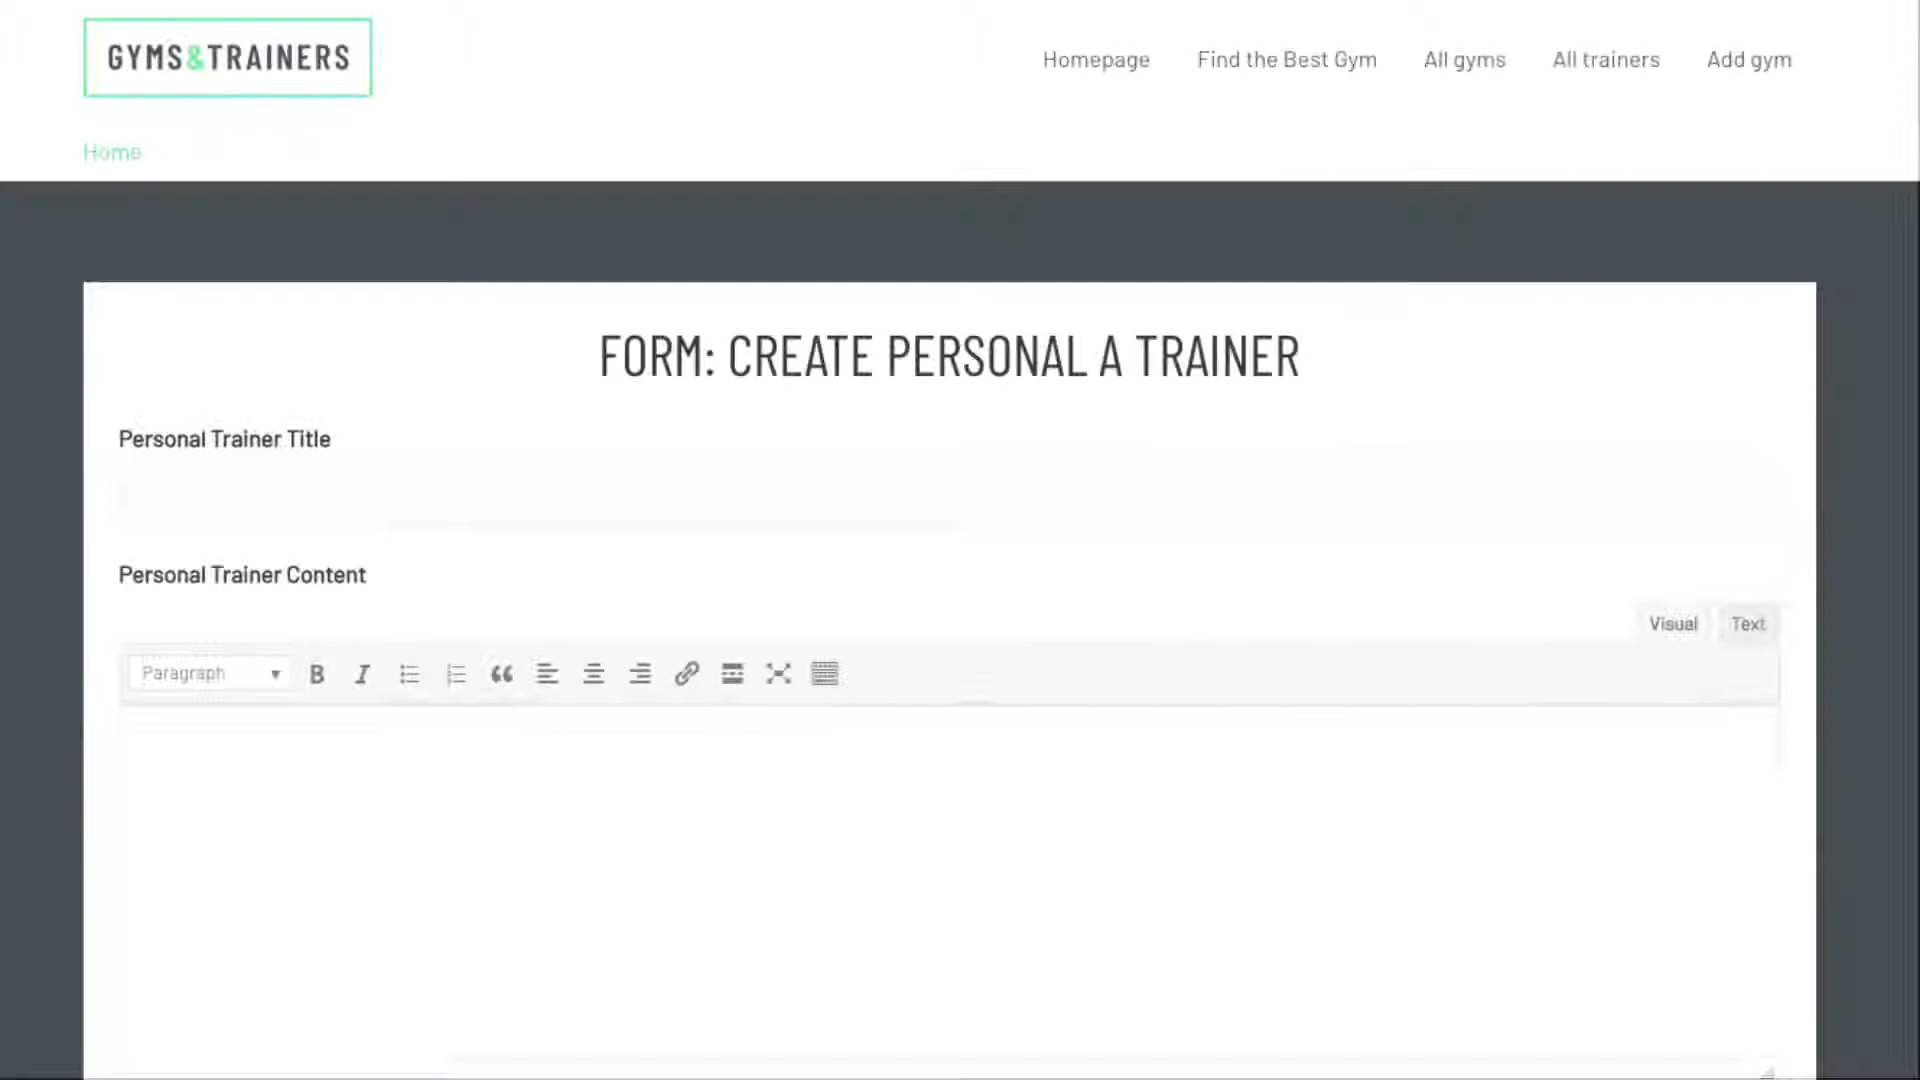 GYMS&TRAINERS
Homepage Find the Best Gym All gyms All trainers Add gym
Home
FORM: CREATE PERSONAL A TRAINER
Personal Trainer Title
Personal Trainer Content
Visual Text
Paragraph